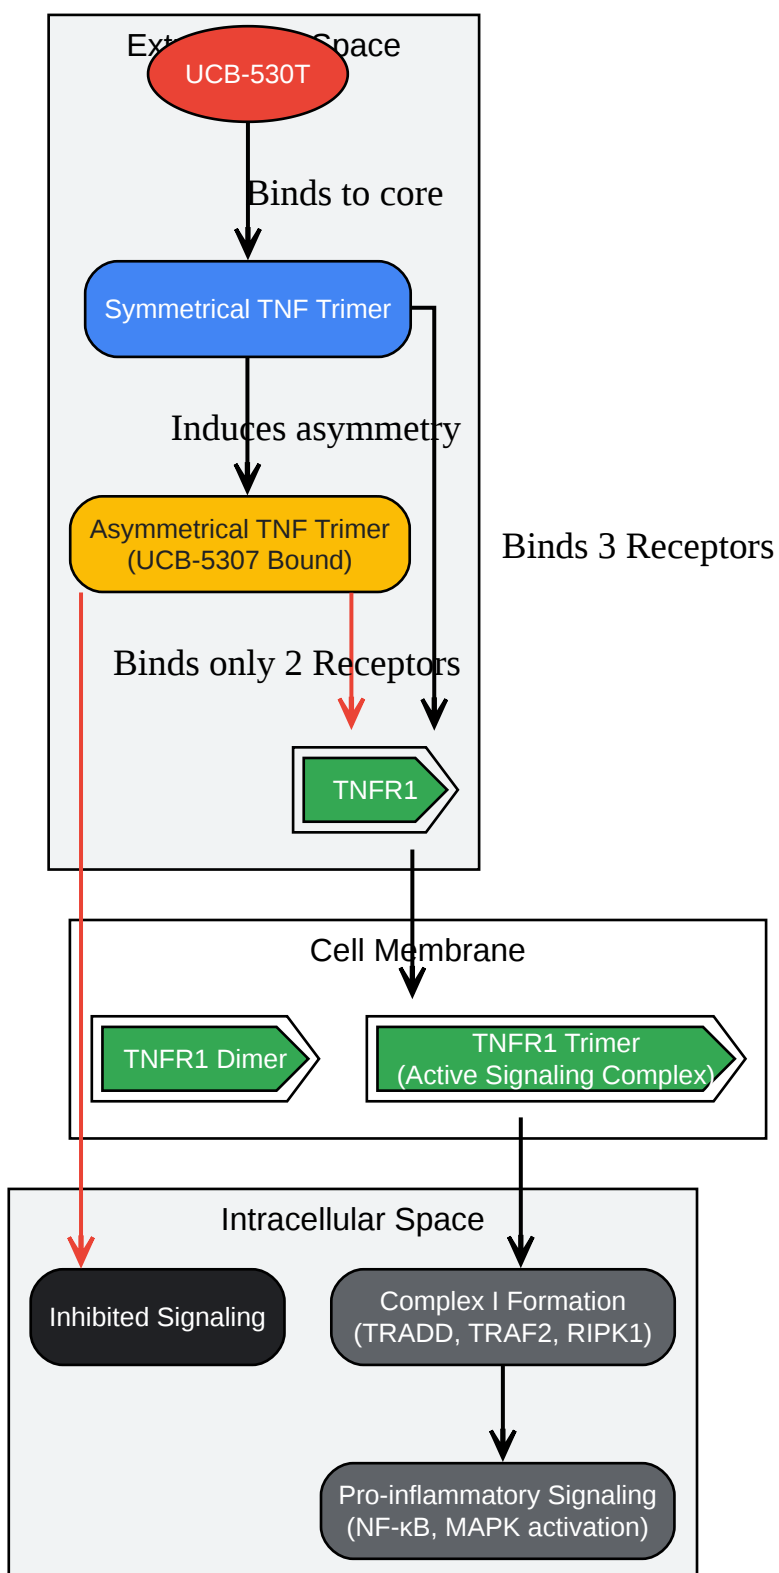 Space
UCB-530T
Binds to core
Symmetrical TNF Trimer
Induces asymmetry
Asymmetrical TNF Trimer
(UCB-5307 Bound)
Binds 3 Receptors
Binds only 2 Receptors
TNFR1
Cell Membrane
TNFR1 Dimer
TNFR1 Trimer
(Active Signaling Complex)
Intracellular Space
Inhibited Signaling
Complex I Formation
(TRADD, TRAF2, RIPK1)
Pro-inflammatory Signaling
(NF-κB, MAPK activation)